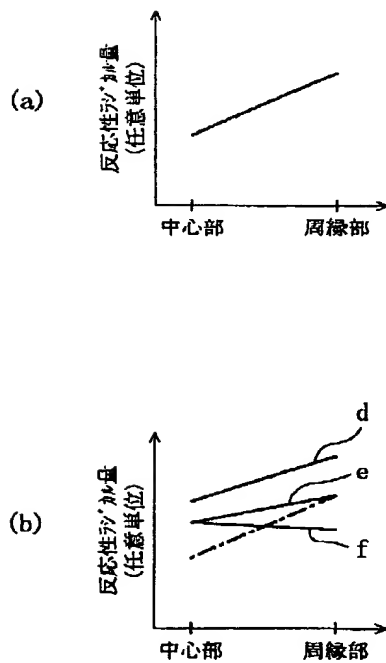 (a)
反応性ラジカル量
(任意単位)
中心部
周縁部
(b)
反応性ラジカル量
(任意単位)
d
e
f
中心部
周縁部